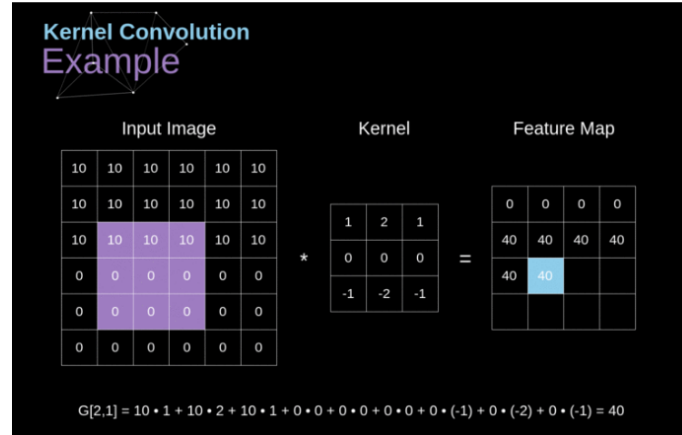 Kernel Convolution
Example
Input Image Kernel Feature Map
10 10 10 10 10 10
10 10 10 10 10 10
10 10 10 10 10 10
0 0 0 0 0 0
0 0 0 0 0 0
0 0 0 0 0 0
*
1 2 1
0 0 0
-1 -2 -1
=
0 0 0 0
40 40 40 40
40 40
G[2,1] = 10 • 1 + 10 • 2 + 10 • 1 + 0 • 0 + 0 • 0 + 0 • 0 + 0 • (-1) + 0 • (-2) + 0 • (-1) = 40